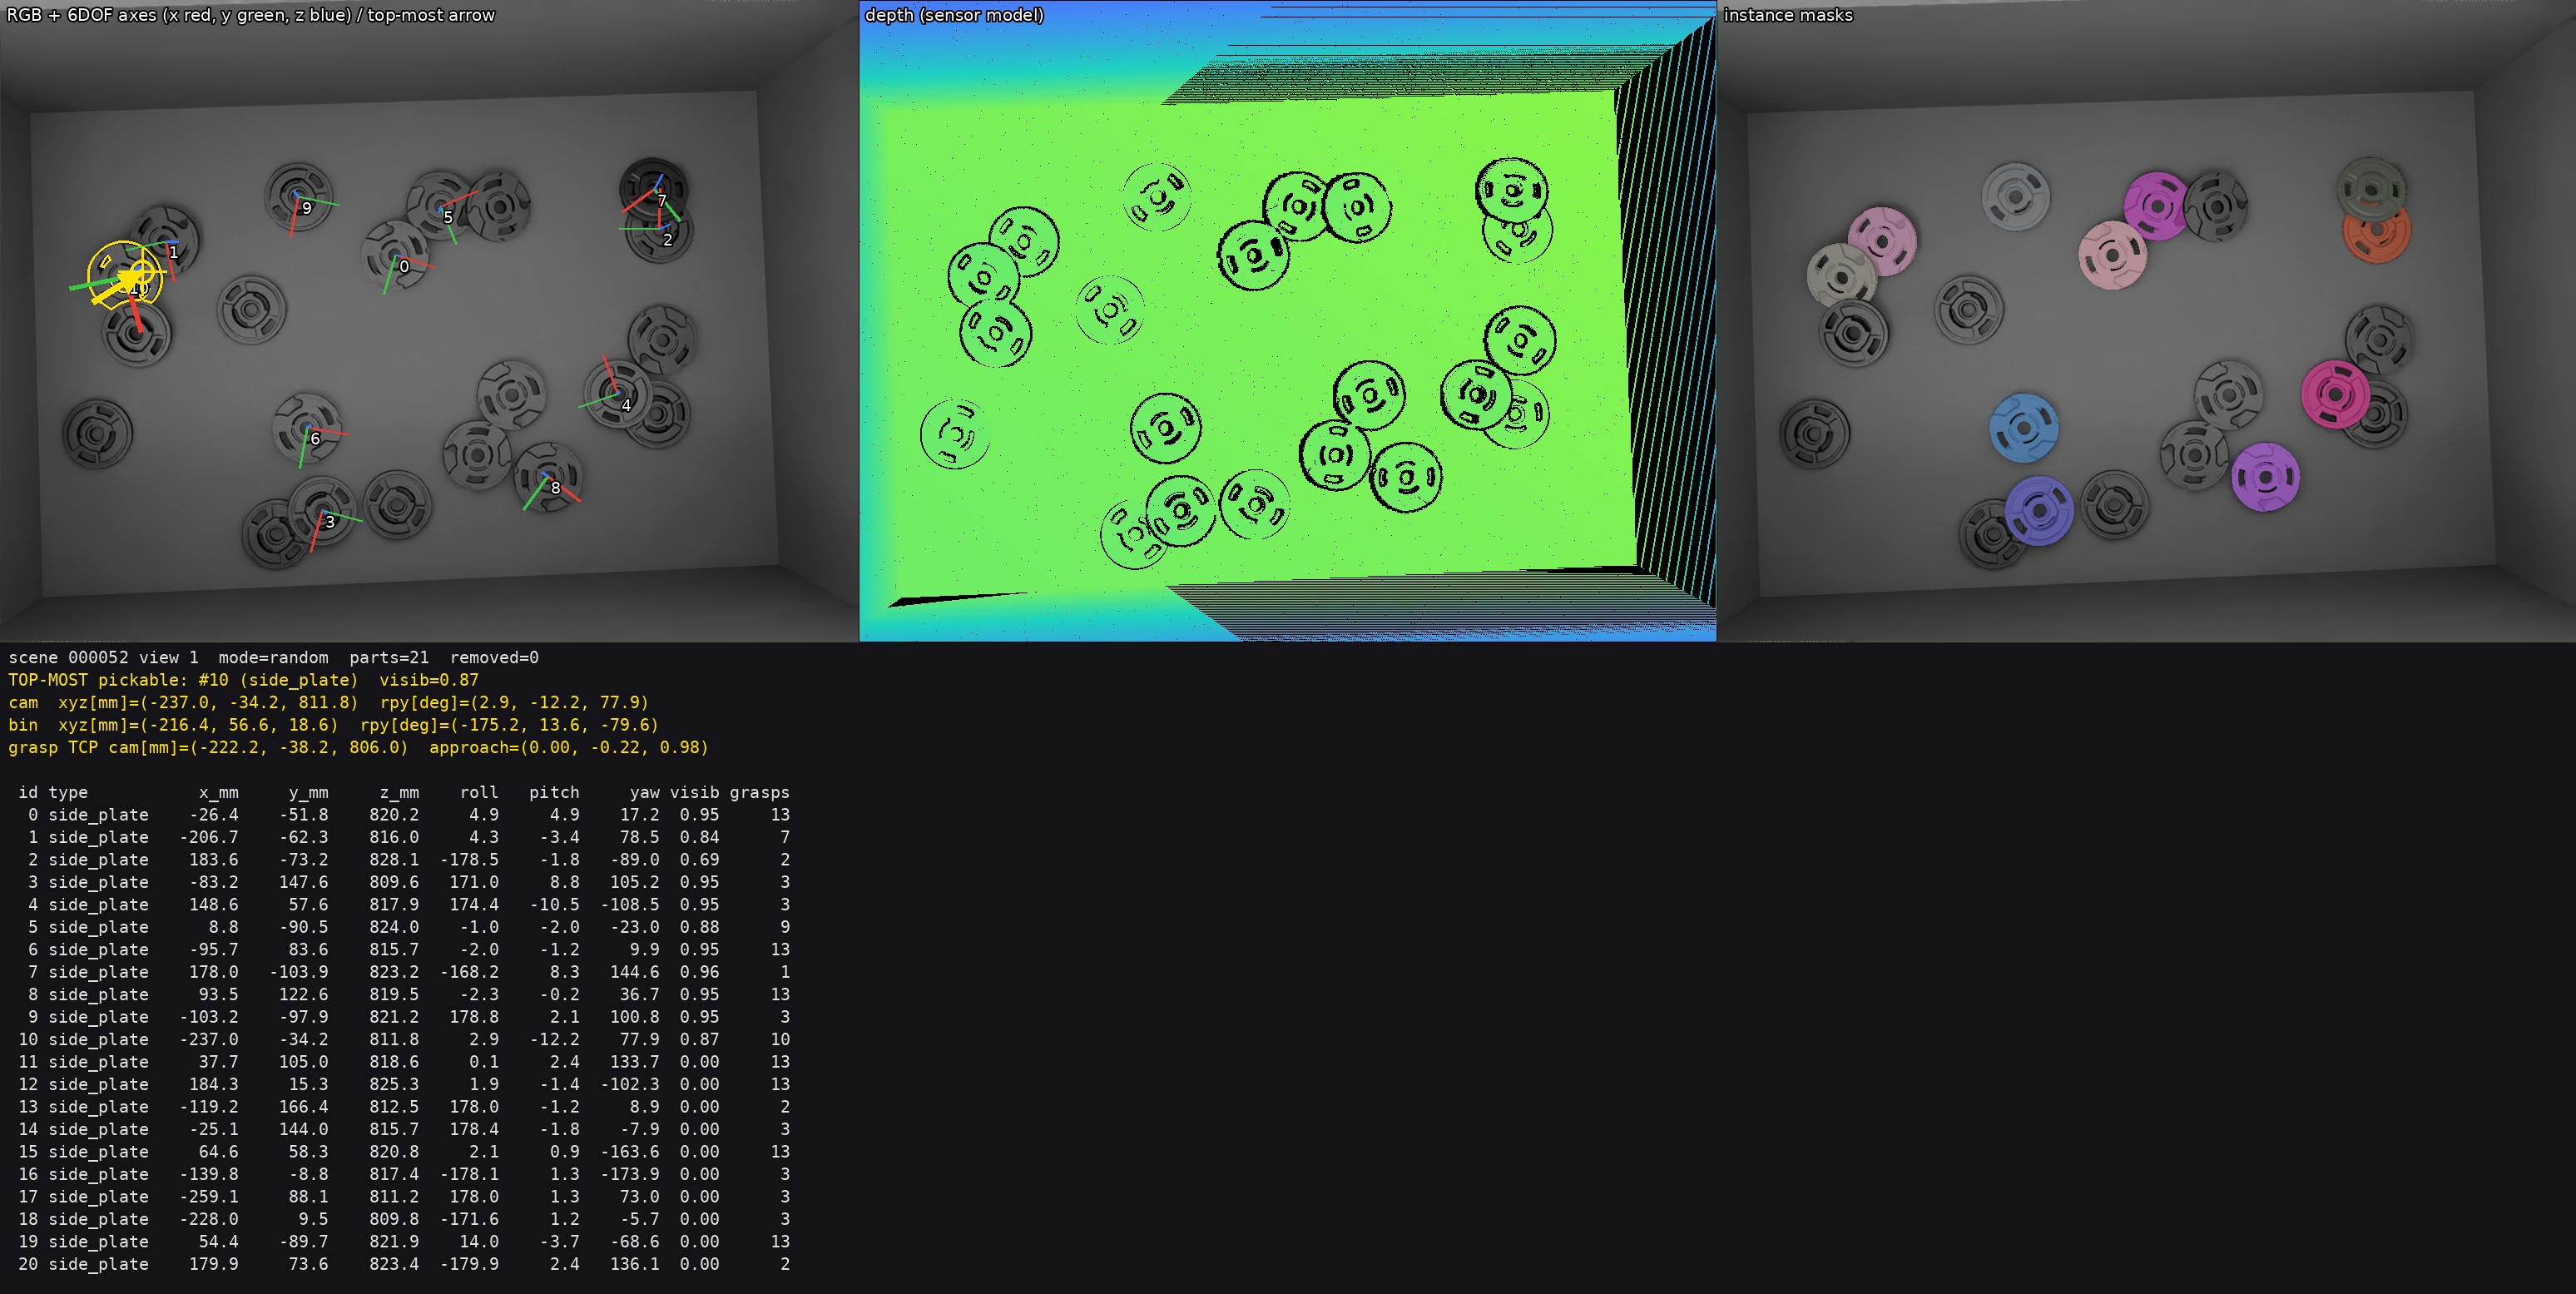 RGB + 6DOF axes (x red, y green, z blue) / top-most arrow
depth (sensor model)
instance masks
9
5
7
2
1
0
10
4
6
8
3
scene 000052 view 1  mode=random  parts=21  removed=0
TOP-MOST pickable: #10 (side_plate)  visib=0.87
cam  xyz[mm]=(-237.0, -34.2, 811.8)  rpy[deg]=(2.9, -12.2, 77.9)
bin  xyz[mm]=(-216.4, 56.6, 18.6)  rpy[deg]=(-175.2, 13.6, -79.6)
grasp TCP cam[mm]=(-222.2, -38.2, 806.0)  approach=(0.00, -0.22, 0.98)
id type x_mm y_mm z_mm roll pitch yaw visib grasps
0 side_plate -26.4 -51.8 820.2 4.9 4.9 17.2 0.95 13
1 side_plate -206.7 -62.3 816.0 4.3 -3.4 78.5 0.84 7
2 side_plate 183.6 -73.2 828.1 -178.5 -1.8 -89.0 0.69 2
3 side_plate -83.2 147.6 809.6 171.0 8.8 105.2 0.95 3
4 side_plate 148.6 57.6 817.9 174.4 -10.5 -108.5 0.95 3
5 side_plate 8.8 -90.5 824.0 -1.0 -2.0 -23.0 0.88 9
6 side_plate -95.7 83.6 815.7 -2.0 -1.2 9.9 0.95 13
7 side_plate 178.0 -103.9 823.2 -168.2 8.3 144.6 0.96 1
8 side_plate 93.5 122.6 819.5 -2.3 -0.2 36.7 0.95 13
9 side_plate -103.2 -97.9 821.2 178.8 2.1 100.8 0.95 3
10 side_plate -237.0 -34.2 811.8 2.9 -12.2 77.9 0.87 10
11 side_plate 37.7 105.0 818.6 0.1 2.4 133.7 0.00 13
12 side_plate 184.3 15.3 825.3 1.9 -1.4 -102.3 0.00 13
13 side_plate -119.2 166.4 812.5 178.0 -1.2 8.9 0.00 2
14 side_plate -25.1 144.0 815.7 178.4 -1.8 -7.9 0.00 3
15 side_plate 64.6 58.3 820.8 2.1 0.9 -163.6 0.00 13
16 side_plate -139.8 -8.8 817.4 -178.1 1.3 -173.9 0.00 3
17 side_plate -259.1 88.1 811.2 178.0 1.3 73.0 0.00 3
18 side_plate -228.0 9.5 809.8 -171.6 1.2 -5.7 0.00 3
19 side_plate 54.4 -89.7 821.9 14.0 -3.7 -68.6 0.00 13
20 side_plate 179.9 73.6 823.4 -179.9 2.4 136.1 0.00 2